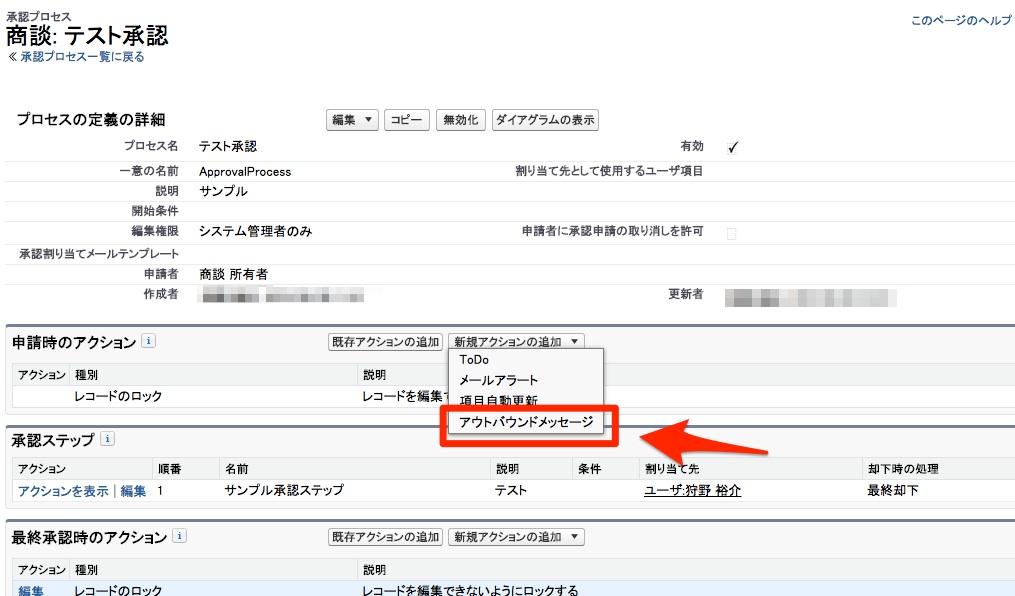 承認プロセス
商談: テスト承認
このページのヘルプ
≪ 承認プロセス一覧に戻る
プロセスの定義の詳細 編集 ▼ コピー 無効化 ダイアグラムの表示
プロセス名 テスト承認 有効 ✓
一意の名前 ApprovalProcess 割り当て先として使用するユーザ項目
説明 サンプル
開始条件
編集権限 システム管理者のみ 申請者に承認申請の取り消しを許可
承認割り当てメールテンプレート
申請者 商談 所有者
作成者 更新者
申請時のアクション i 既存アクションの追加 新規アクションの追加 ▼
ToDo
メールアラート
項目自動更新
アウトバウンドメッセージ
アクション 種別 説明
レコードのロック レコードを編集
承認ステップ i
アクション 順番 名前 説明 条件 割り当て先 却下時の処理
アクションを表示 | 編集 1 サンプル承認ステップ テスト ユーザ:狩野 裕介 最終却下
最終承認時のアクション i 既存アクションの追加 新規アクションの追加 ▼
アクション 種別 説明
編集 レコードのロック レコードを編集できないようにロックする